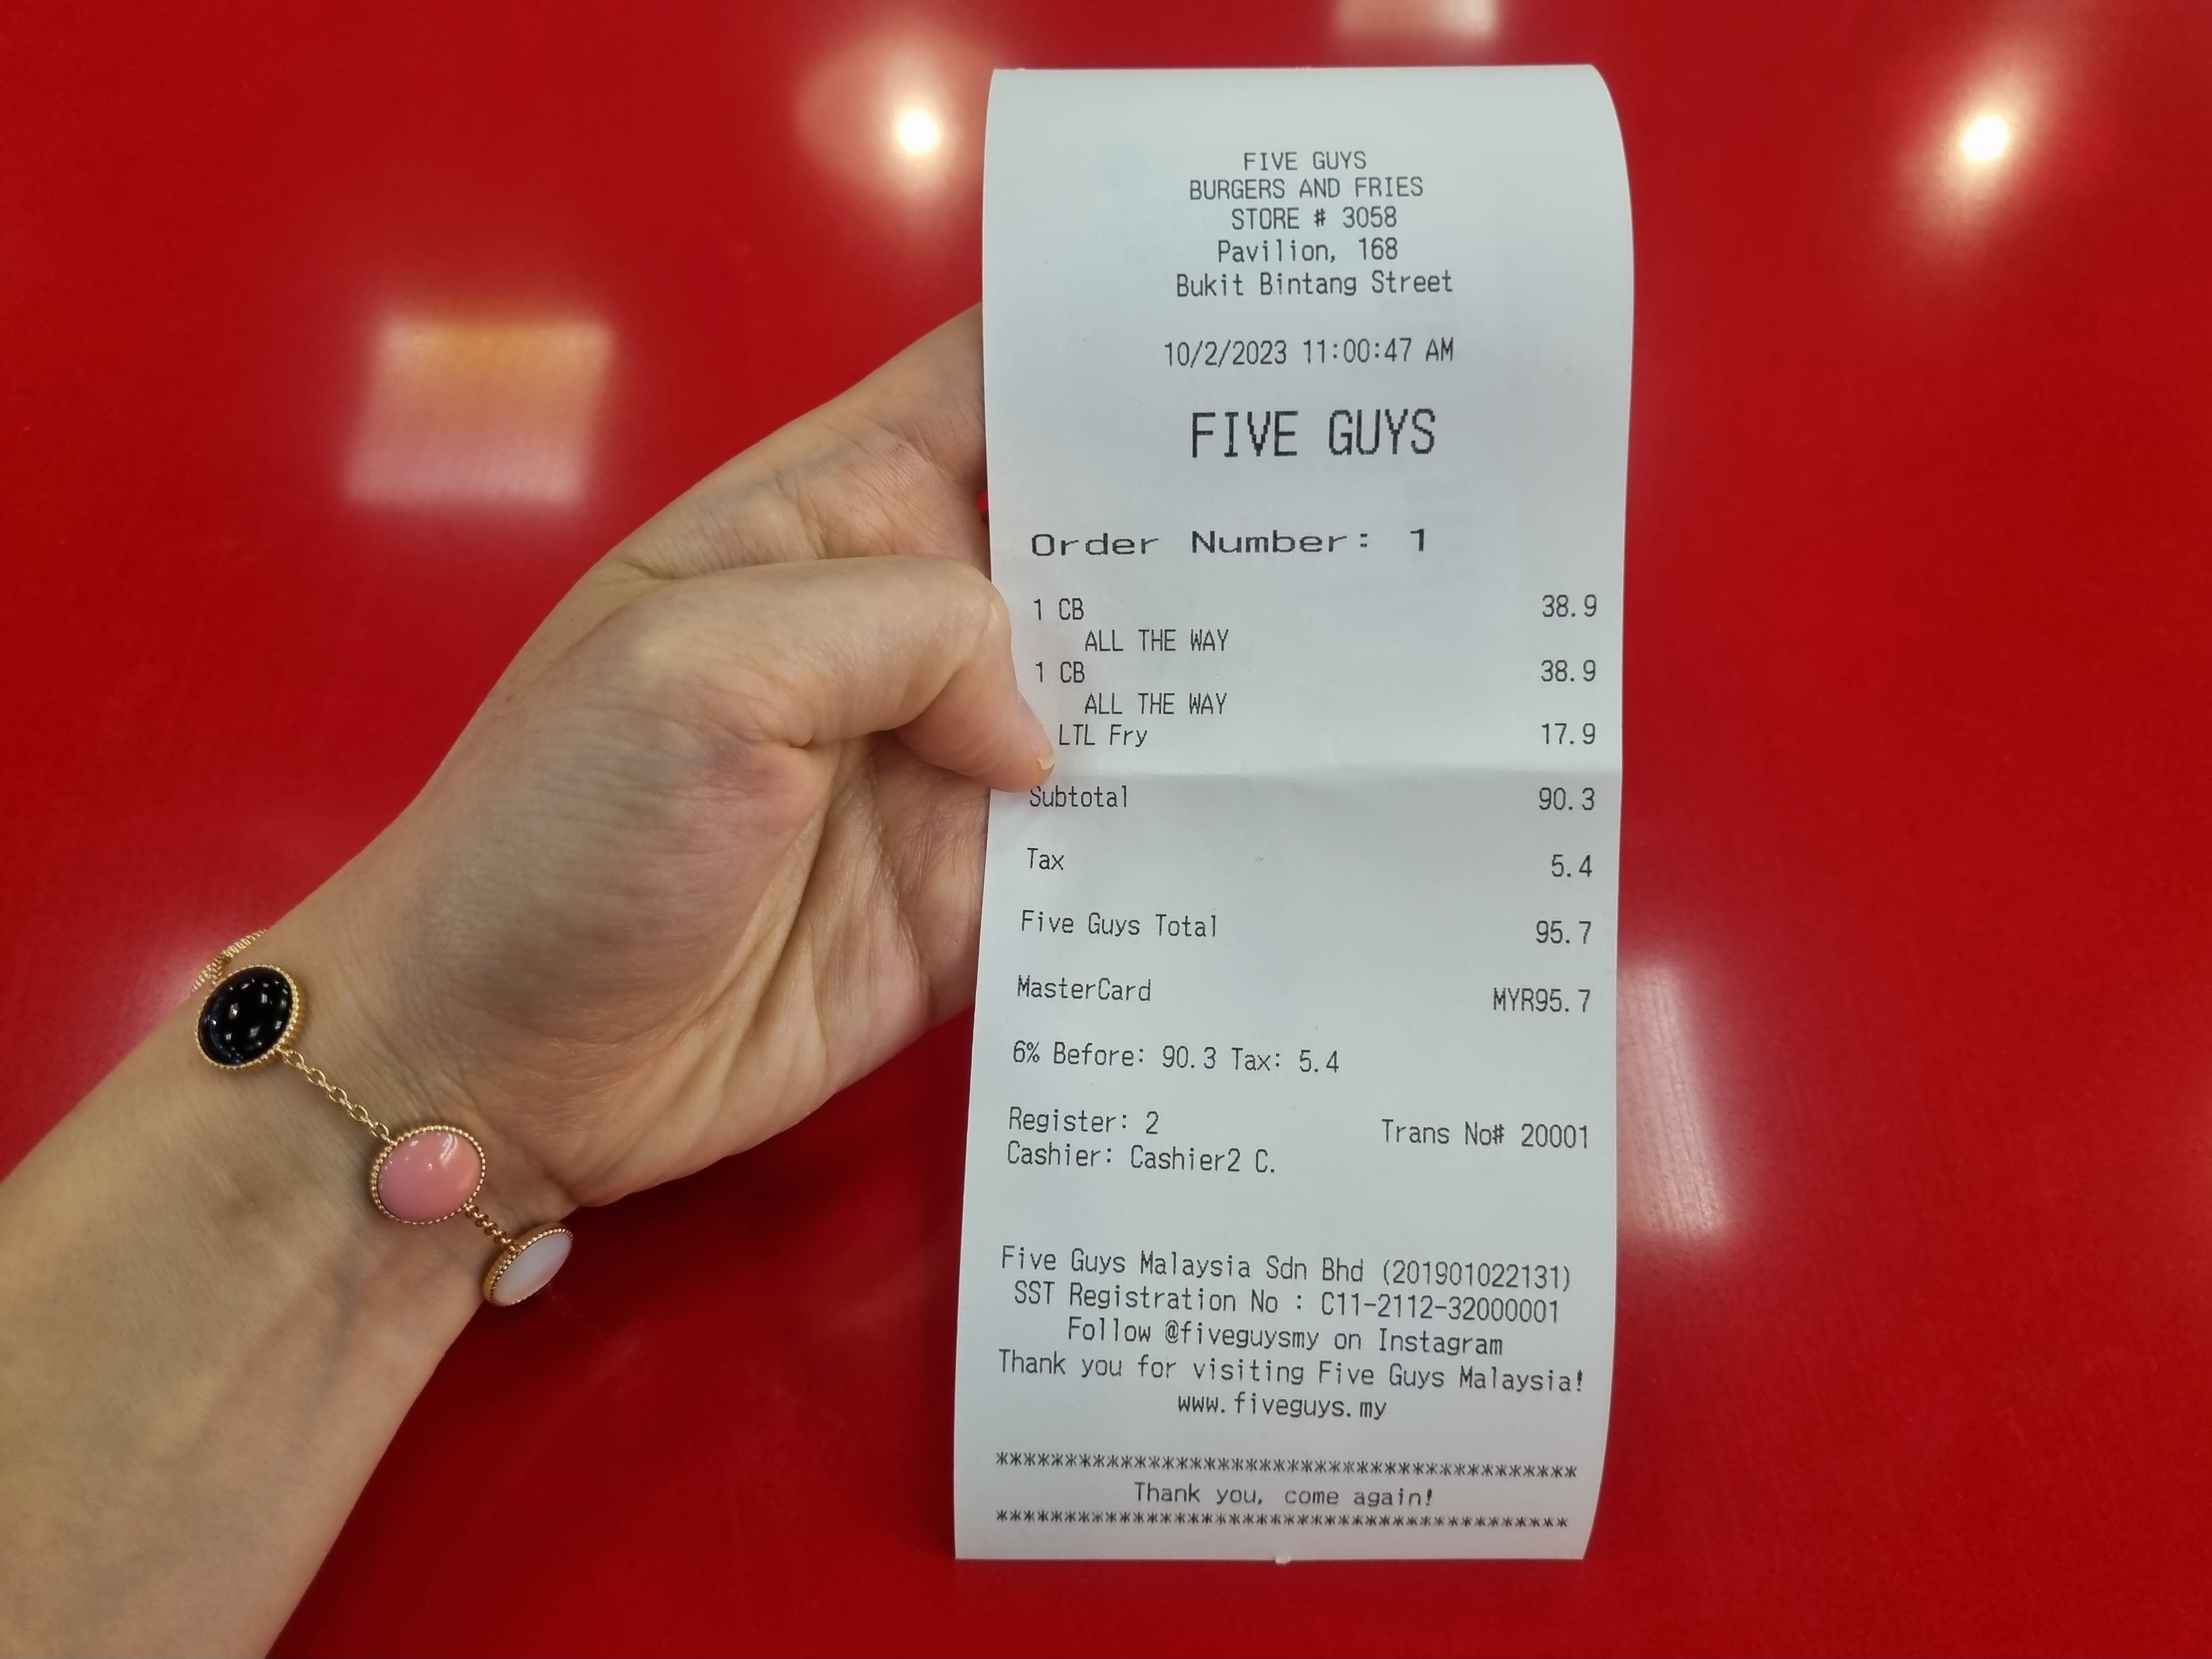 FIVE GUYS
BURGERS AND FRIES
STORE # 3058
Pavilion, 168
Bukit Bintang Street
10/2/2023 11:00:47 AM
FIVE GUYS
Order Number: 1
1 CB 38.9
ALL THE WAY
1 CB 38.9
ALL THE WAY
LTL Fry 17.9
Subtotal 90.3
Tax 5.4
Five Guys Total 95.7
MasterCard MYR95.7
6% Before: 90.3 Tax: 5.4
Register: 2 Trans No# 20001
Cashier: Cashier2 C.
Five Guys Malaysia Sdn Bhd (201901022131)
SST Registration No : C11-2112-32000001
Follow @fiveguysmy on Instagram
Thank you for visiting Five Guys Malaysia!
www.fiveguys.my
******************************************
Thank you, come again!
******************************************